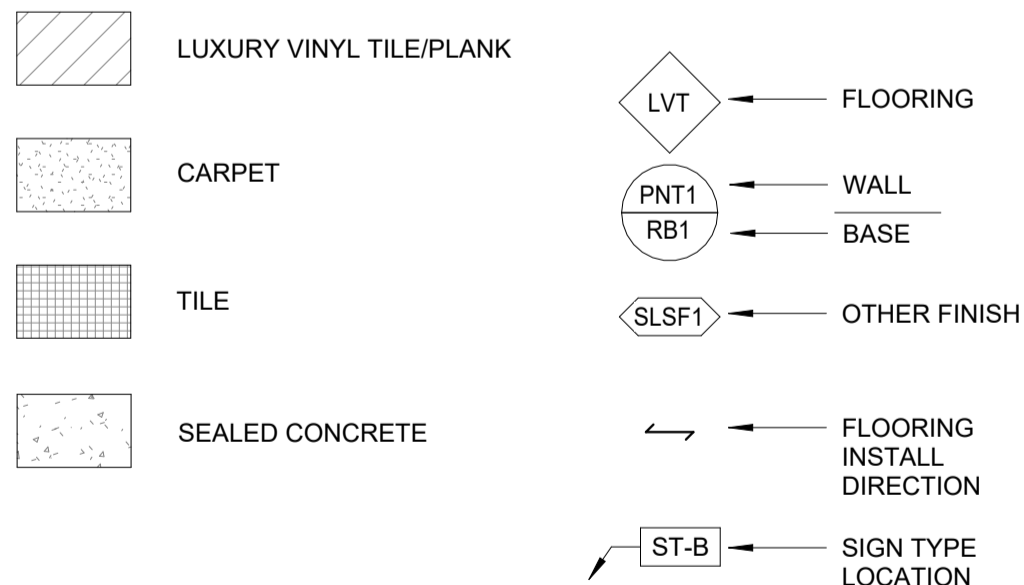 LUXURY VINYL TILE/PLANK
CARPET
TILE
SEALED CONCRETE
LVT
FLOORING
PNT1
WALL
RB1
BASE
SLSF1
OTHER FINISH
FLOORING
INSTALL
DIRECTION
ST-B
SIGN TYPE
LOCATION